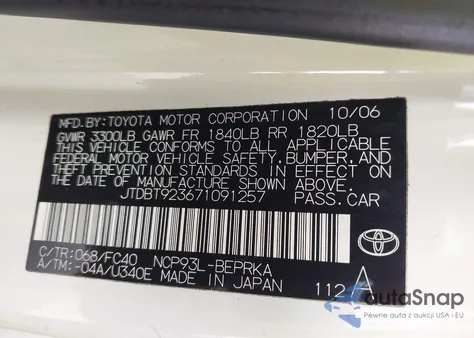 MFD.BY:TOYOTA MOTOR CORPORATION 10/06
GVWR 3300LB GAWR FR 1840LB RR 1820LB
THIS VEHICLE CONFORMS TO ALL APPLICABLE
FEDERAL MOTOR VEHICLE SAFETY,BUMPER,AND
THEFT PREVENTION STANDARDS IN EFFECT ON
THE DATE OF MANUFACTURE SHOWN ABOVE.
JTDBT923671091257 PASS.CAR
C/TR:068/FC40 NCP93L-BEPRKA
A/TM:-04A/U340E MADE IN JAPAN
TOYOTA
112 A
autaSnap
Pewne auta z aukcji USA i EU